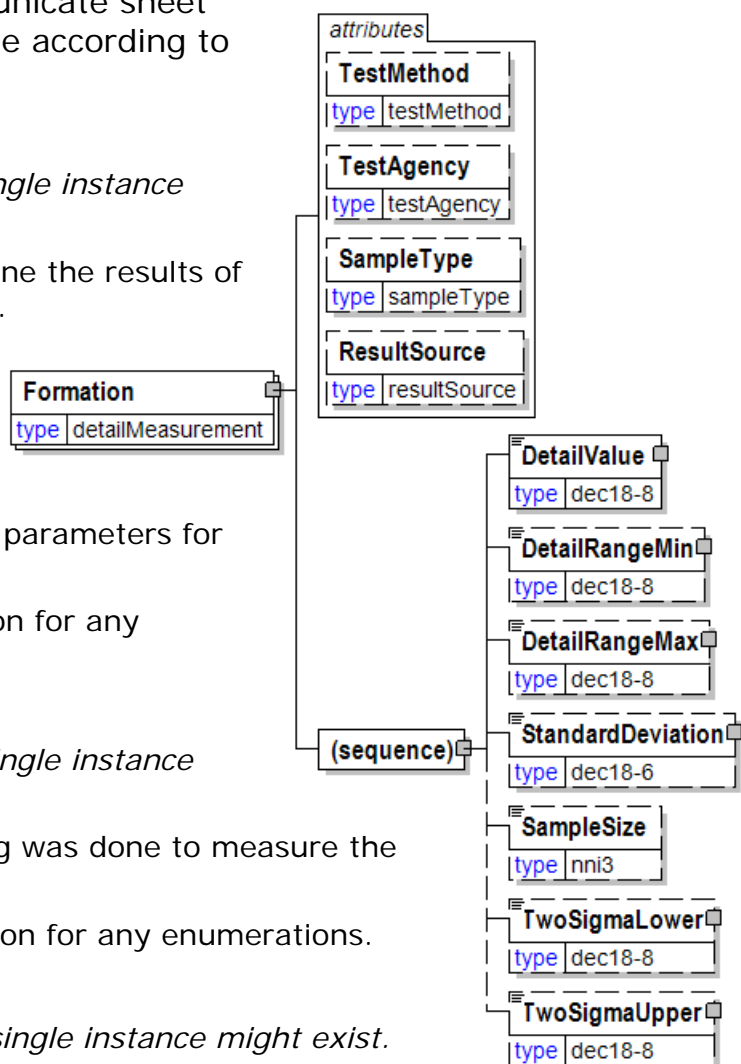 unicate sheet
e according to
ngle instance
ne the results of
.
parameters for
on for any
ingle instance
g was done to measure the
on for any enumerations.
single instance might exist.
Formation
type detailMeasurement
attributes
TestMethod
type testMethod
TestAgency
type testAgency
SampleType
type sampleType
ResultSource
type resultSource
(sequence)
DetailValue
type dec18-8
DetailRangeMin
type dec18-8
DetailRangeMax
type dec18-8
StandardDeviation
type dec18-6
SampleSize
type nni3
TwoSigmaLower
type dec18-8
TwoSigmaUpper
type dec18-8